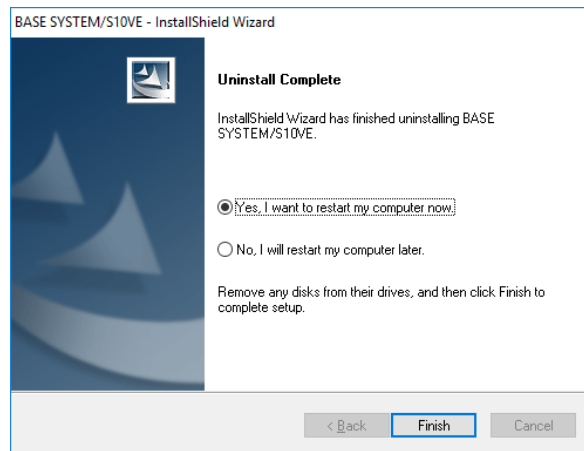 BASE SYSTEM/S10VE - InstallShield Wizard
Uninstall Complete
InstallShield Wizard has finished uninstalling BASE
SYSTEM/S10VE.
Yes, I want to restart my computer now.
No, I will restart my computer later.
Remove any disks from their drives, and then click Finish to
complete setup.
< Back
Finish
Cancel